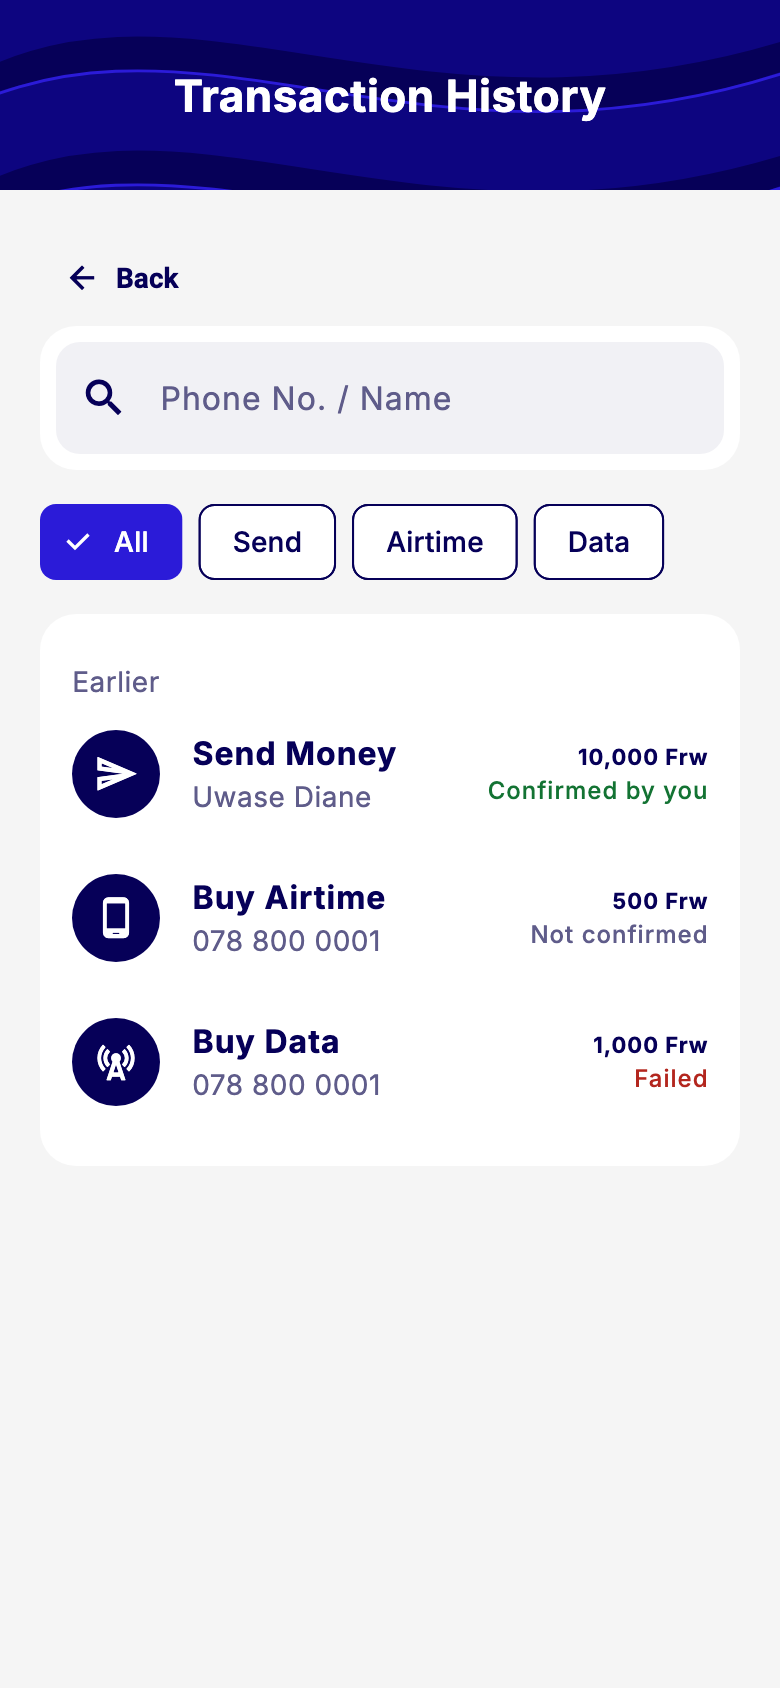 Transaction History
Back
Phone No. / Name
All
Send
Airtime
Data
Earlier
Send Money
10,000 Frw
Uwase Diane
Confirmed by you
Buy Airtime
500 Frw
078 800 0001
Not confirmed
Buy Data
1,000 Frw
078 800 0001
Failed